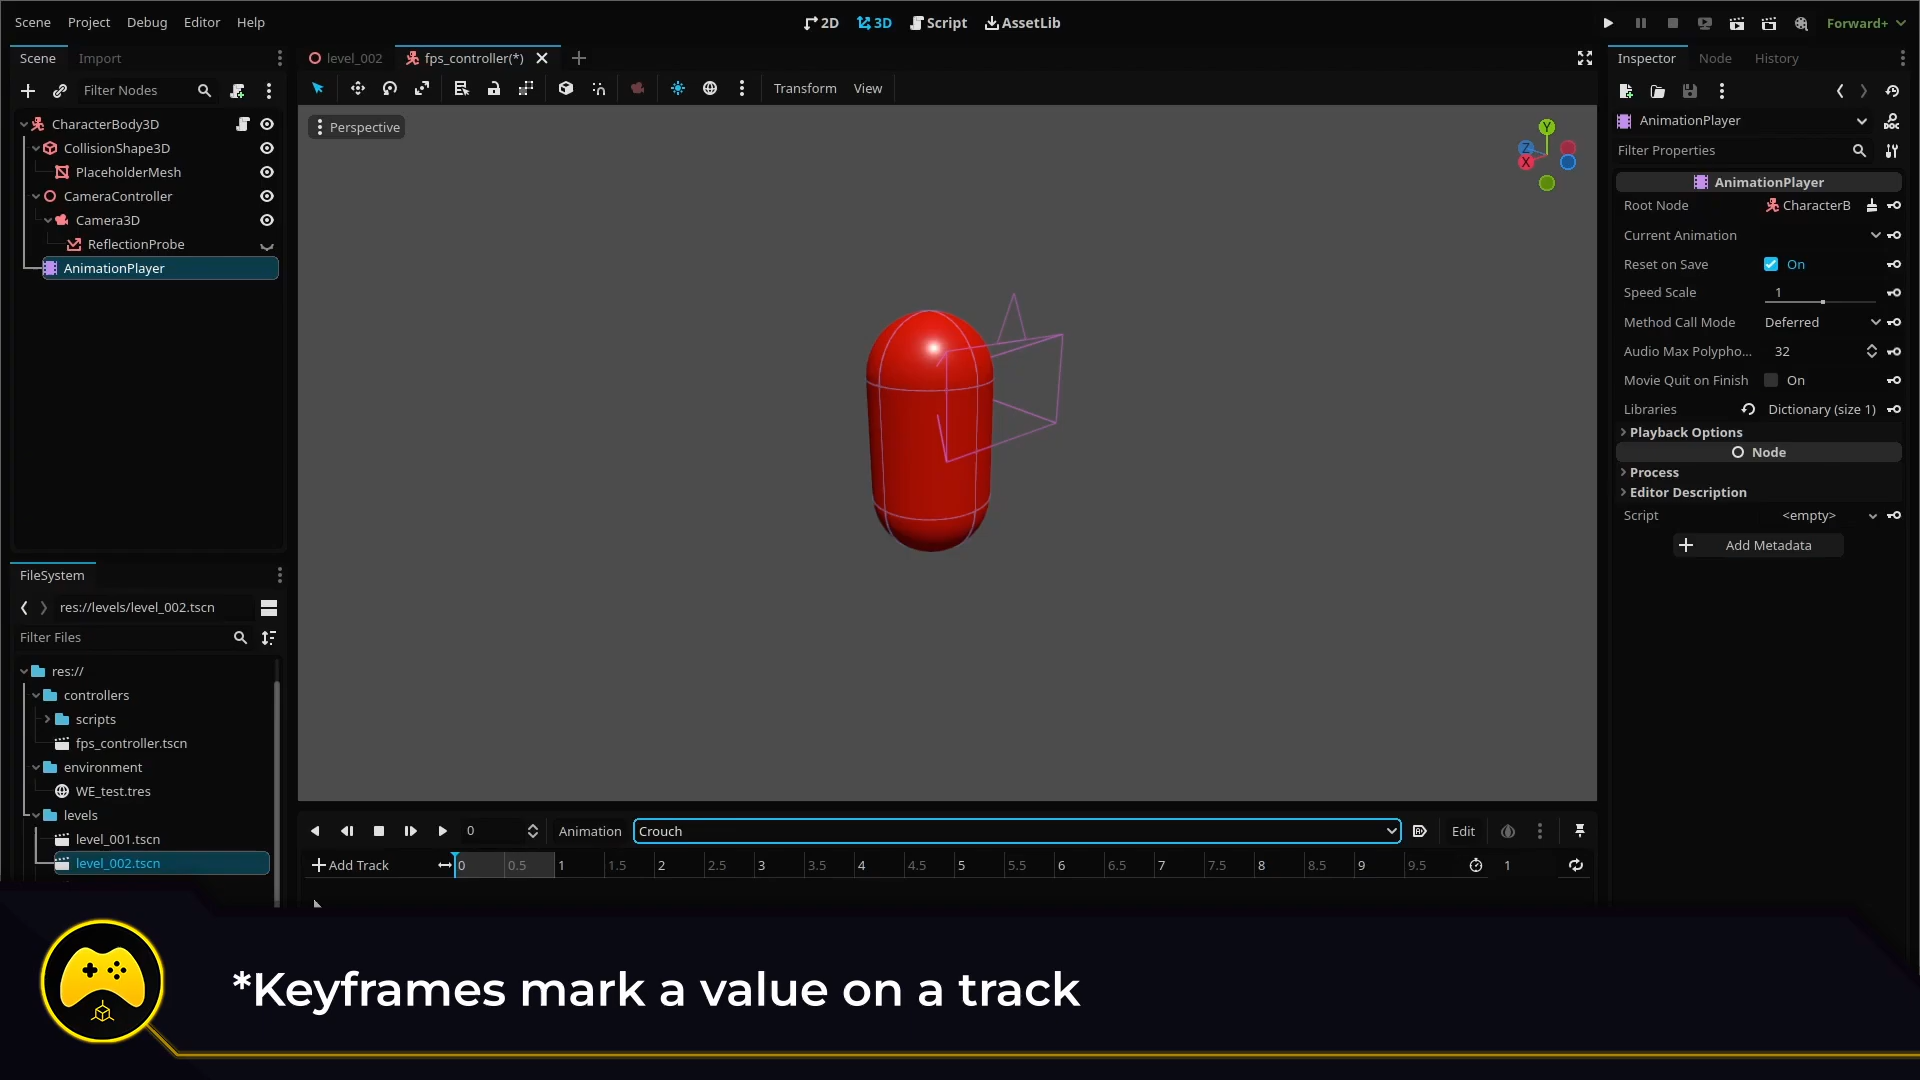 Scene Project Debug Editor Help
2D 3D Script AssetLib
Forward+
Scene Import
level_002 fps_controller(*)
Inspector Node History
Filter Nodes
Transform View
CharacterBody3D
CollisionShape3D
PlaceholderMesh
CameraController
Camera3D
ReflectionProbe
AnimationPlayer
Perspective
Y
Z
X
AnimationPlayer
Filter Properties
AnimationPlayer
Root Node CharacterB
Current Animation
Reset on Save On
Speed Scale 1
Method Call Mode Deferred
Audio Max Polypho... 32
Movie Quit on Finish On
Libraries Dictionary (size 1)
Playback Options
Node
Process
Editor Description
Script <empty>
Add Metadata
FileSystem
res://levels/level_002.tscn
Filter Files
res://
controllers
scripts
fps_controller.tscn
environment
WE_test.tres
levels
level_001.tscn
level_002.tscn
0 Animation Crouch Edit
Add Track 0 0.5 1 1.5 2 2.5 3 3.5 4 4.5 5 5.5 6 6.5 7 7.5 8 8.5 9 9.5 1
*Keyframes mark a value on a track